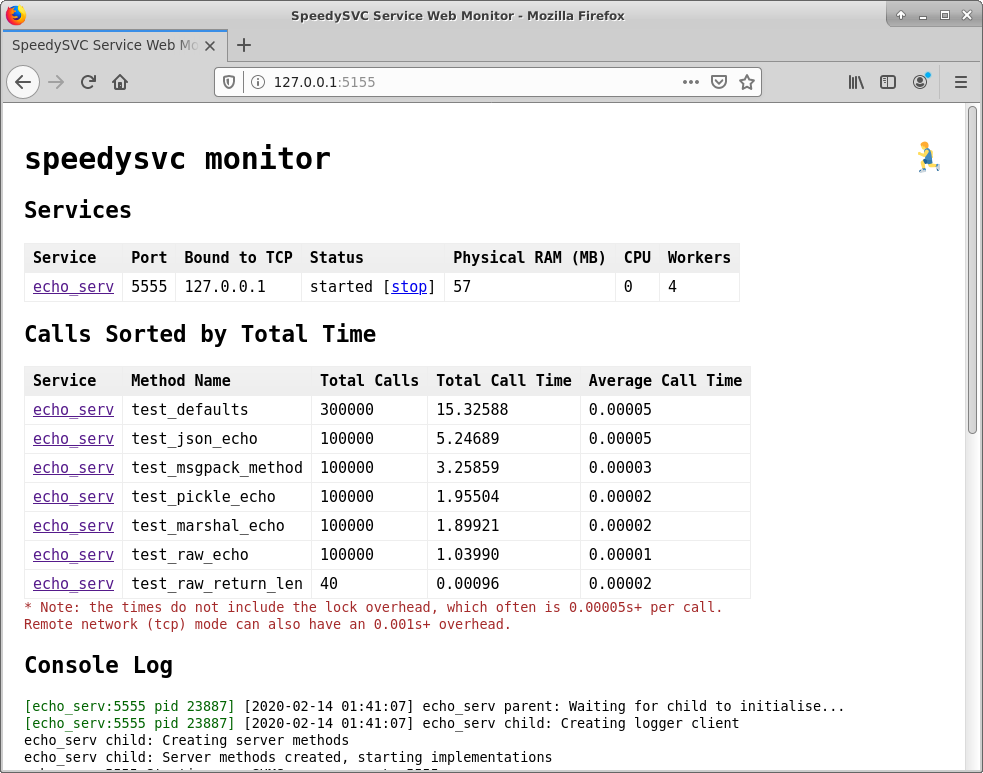 SpeedySVC Service Web Monitor - Mozilla Firefox
SpeedySVC Service Web Mo
127.0.0.1:5155
speedysvc monitor
Services
Service Port Bound to TCP Status Physical RAM (MB) CPU Workers
echo_serv 5555 127.0.0.1 started [stop] 57 0 4
Calls Sorted by Total Time
Service Method Name Total Calls Total Call Time Average Call Time
echo_serv test_defaults 300000 15.32588 0.00005
echo_serv test_json_echo 100000 5.24689 0.00005
echo_serv test_msgpack_method 100000 3.25859 0.00003
echo_serv test_pickle_echo 100000 1.95504 0.00002
echo_serv test_marshal_echo 100000 1.89921 0.00002
echo_serv test_raw_echo 100000 1.03990 0.00001
echo_serv test_raw_return_len 40 0.00096 0.00002
* Note: the times do not include the lock overhead, which often is 0.00005s+ per call.
Remote network (tcp) mode can also have an 0.001s+ overhead.
Console Log
[echo_serv:5555 pid 23887] [2020-02-14 01:41:07] echo_serv parent: Waiting for child to initialise...
[echo_serv:5555 pid 23887] [2020-02-14 01:41:07] echo_serv child: Creating logger client
echo_serv child: Creating server methods
echo_serv child: Server methods created, starting implementations